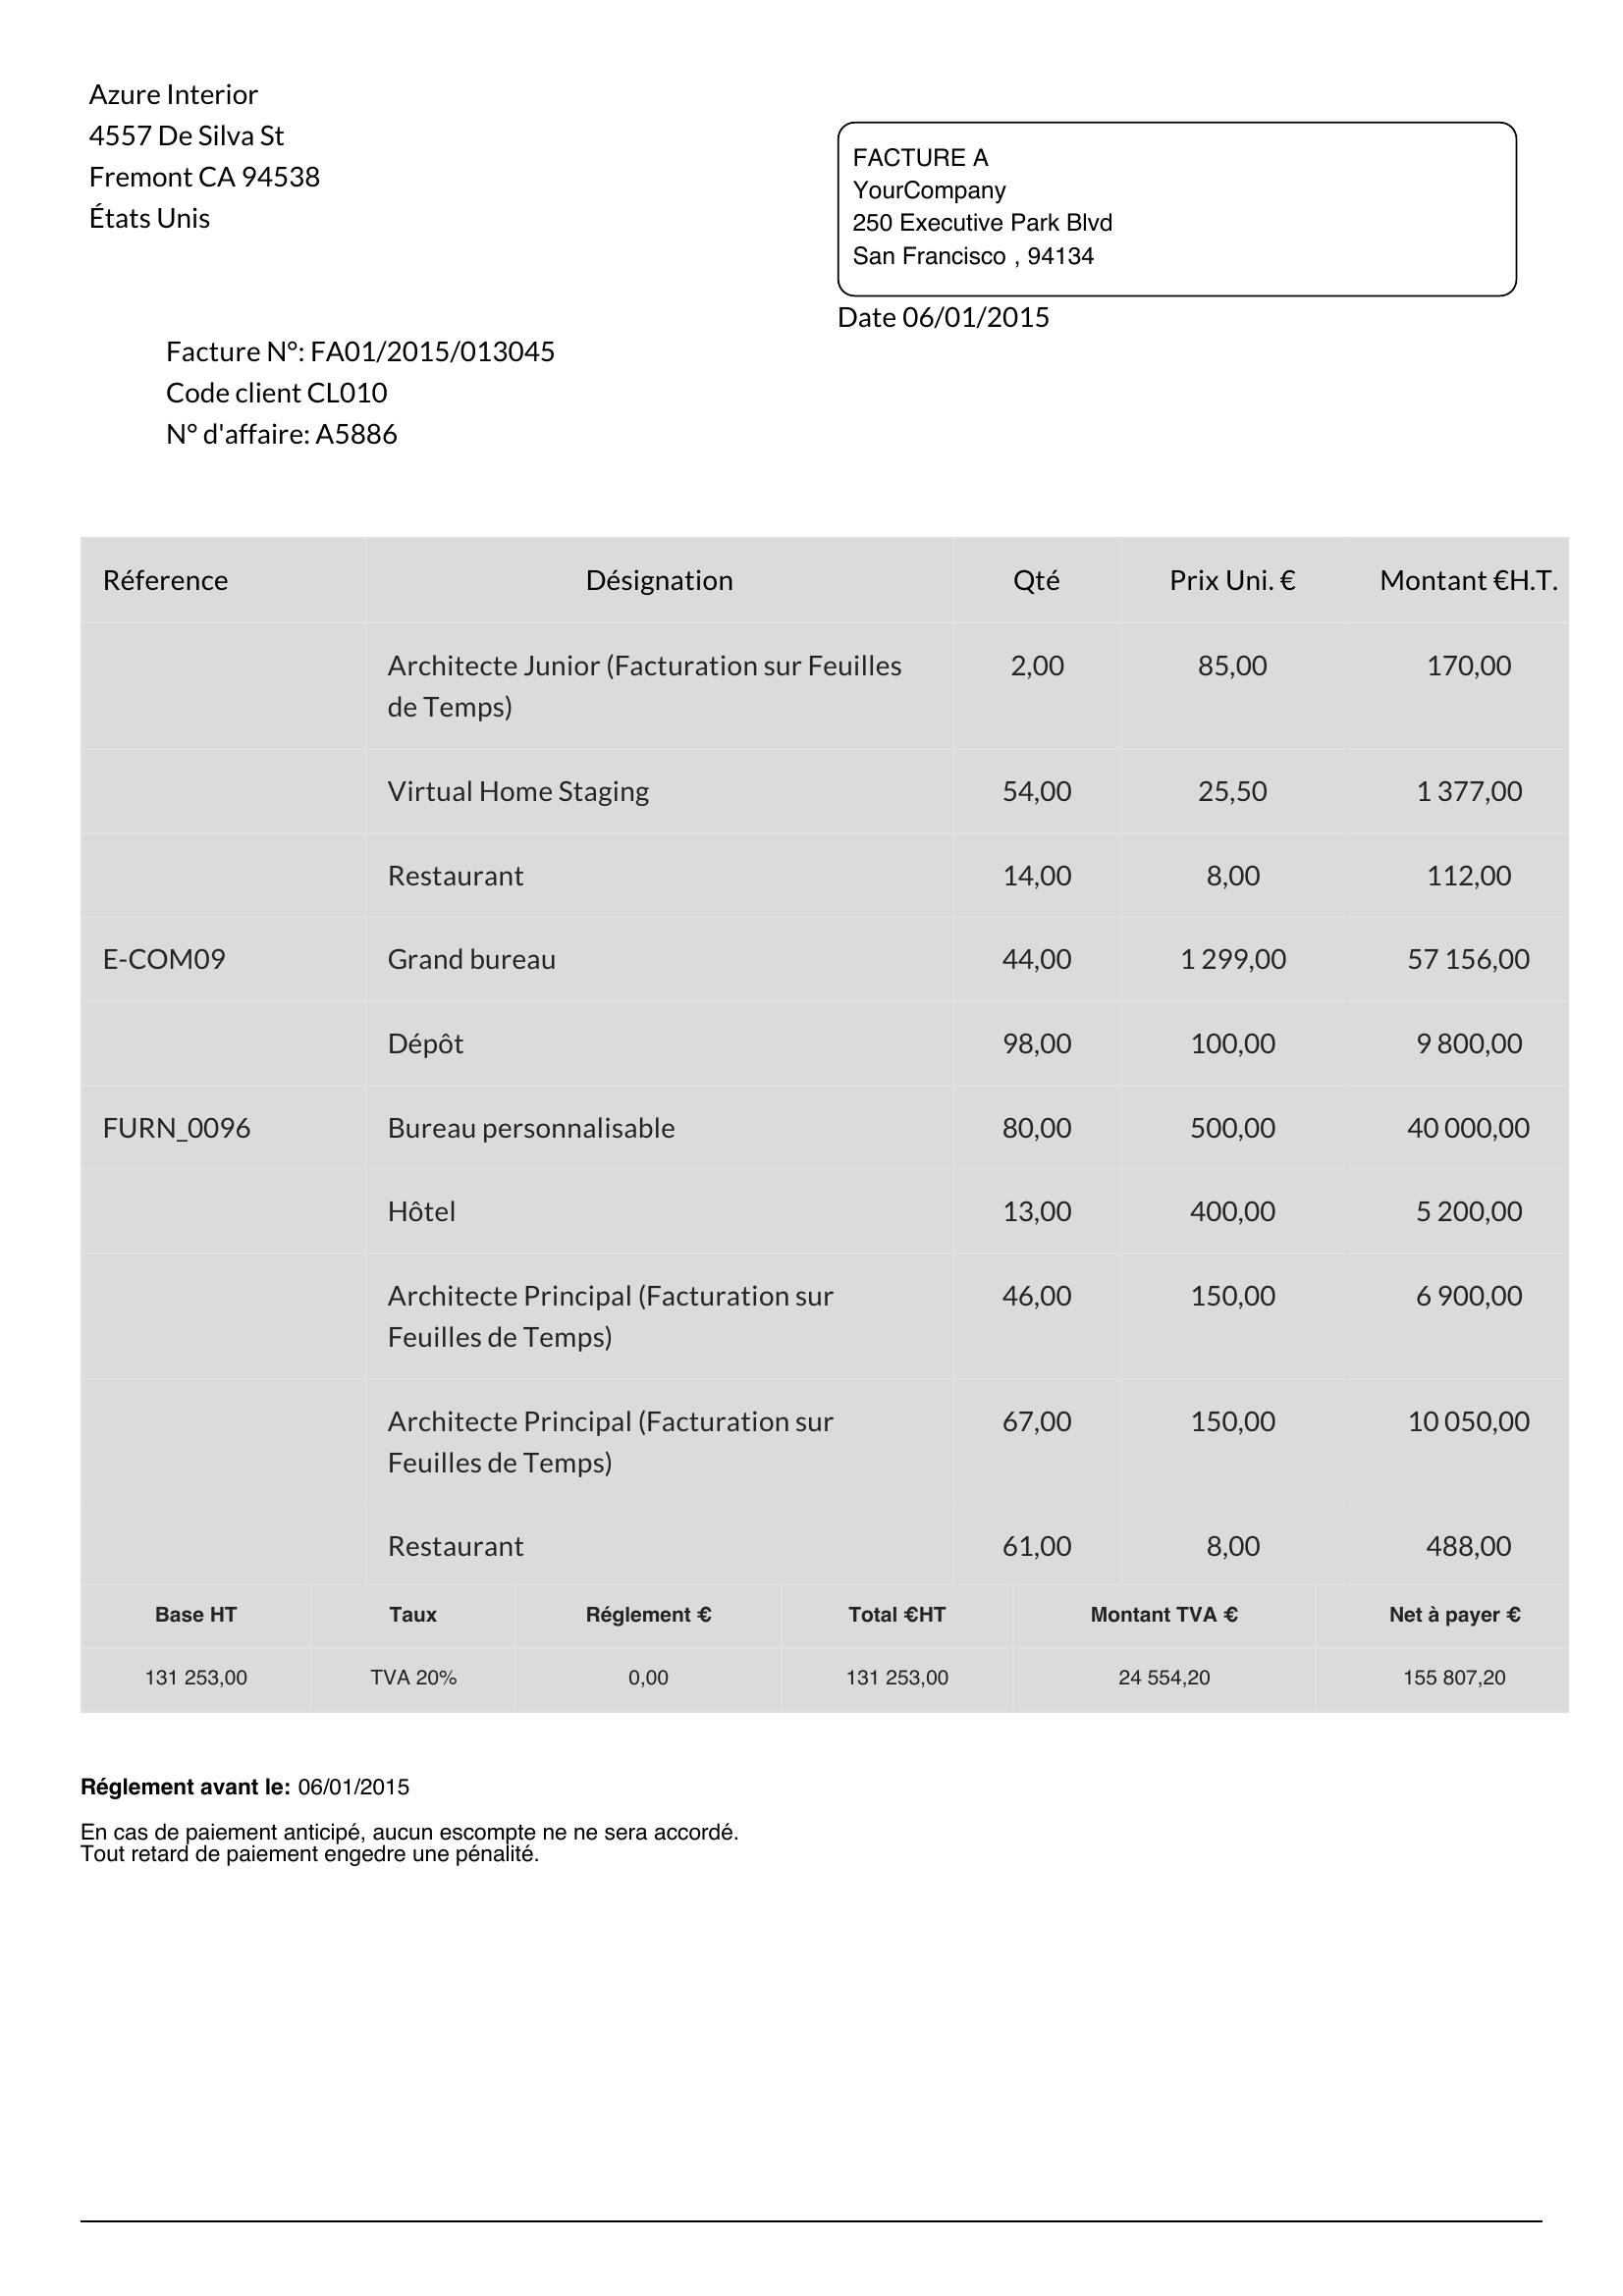 Azure Interior
4557 De Silva St
Fremont CA 94538
États Unis
FACTURE A
YourCompany
250 Executive Park Blvd
San Francisco , 94134
Date 06/01/2015
Facture N°: FA01/2015/013045
Code client CL010
N° d'affaire: A5886
Réference Désignation Qté Prix Uni. € Montant €H.T.
Architecte Junior (Facturation sur Feuilles 2,00 85,00 170,00
de Temps)
Virtual Home Staging 54,00 25,50 1 377,00
Restaurant 14,00 8,00 112,00
E-COM09 Grand bureau 44,00 1 299,00 57 156,00
Dépôt 98,00 100,00 9 800,00
FURN_0096 Bureau personnalisable 80,00 500,00 40 000,00
Hôtel 13,00 400,00 5 200,00
Architecte Principal (Facturation sur 46,00 150,00 6 900,00
Feuilles de Temps)
Architecte Principal (Facturation sur 67,00 150,00 10 050,00
Feuilles de Temps)
Restaurant 61,00 8,00 488,00
Base HT Taux Réglement € Total €HT Montant TVA € Net à payer €
131 253,00 TVA 20% 0,00 131 253,00 24 554,20 155 807,20
Réglement avant le: 06/01/2015
En cas de paiement anticipé, aucun escompte ne ne sera accordé.
Tout retard de paiement engedre une pénalité.